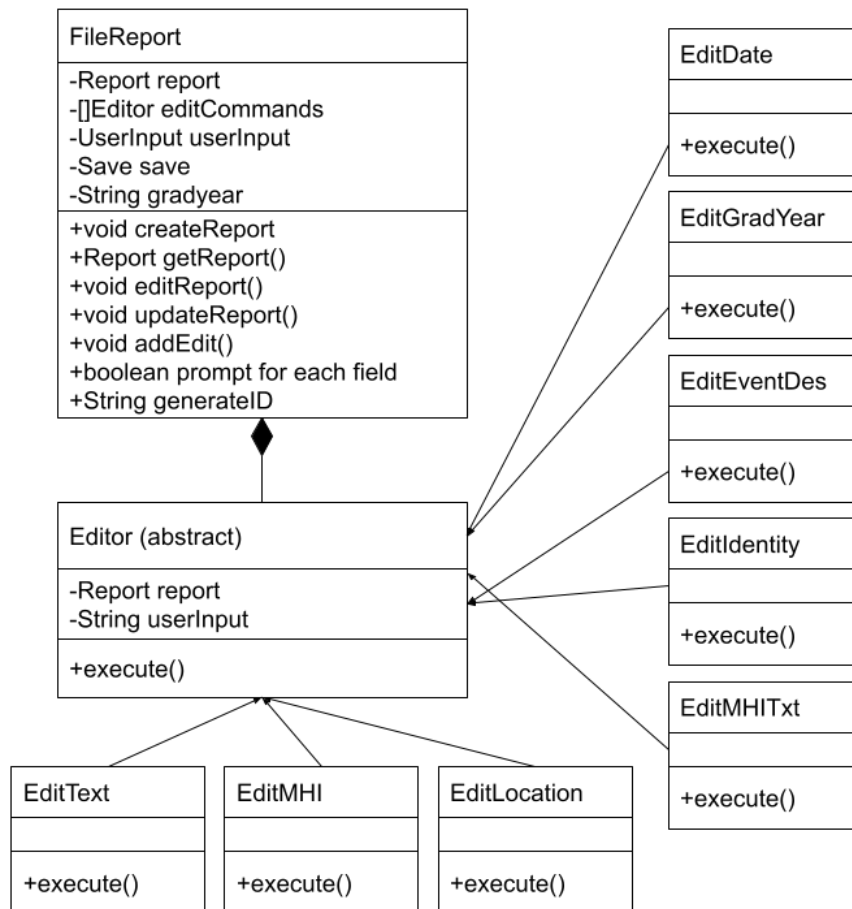 FileReport
-Report report
-[]Editor editCommands
-UserInput userInput
-Save save
-String gradyear
+void createReport
+Report getReport()
+void editReport()
+void updateReport()
+void addEdit()
+boolean prompt for each field
+String generateID
Editor (abstract)
-Report report
-String userInput
+execute()
EditText
+execute()
EditMHI
+execute()
EditLocation
+execute()
EditDate
+execute()
EditGradYear
+execute()
EditEventDes
+execute()
EditIdentity
+execute()
EditMHITxt
+execute()